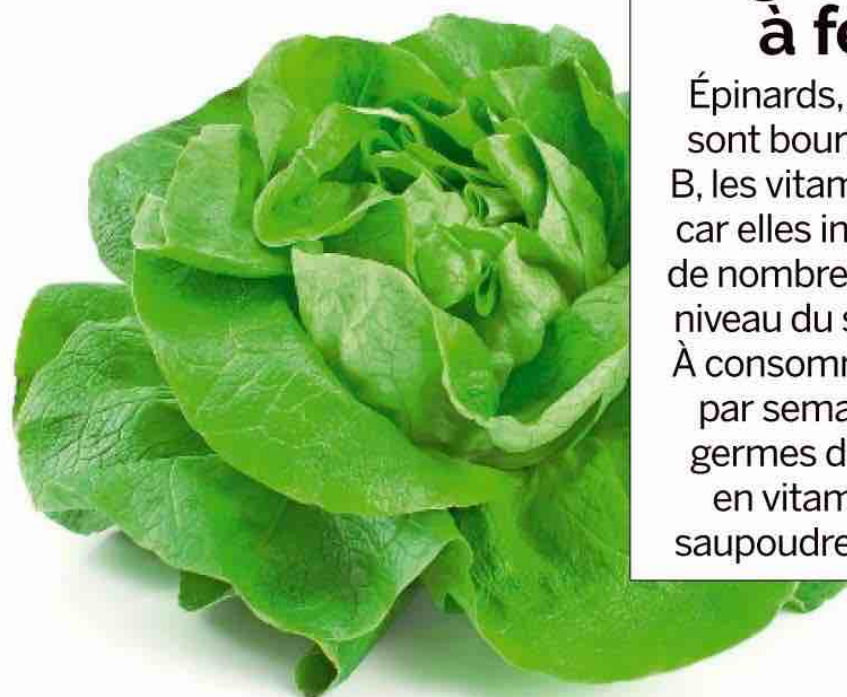 à fe
Épinards,
sont bour
B, les vitam
car elles in
de nombre
niveau du s
À consomm
par sema
germes d
en vitam
saupoudre